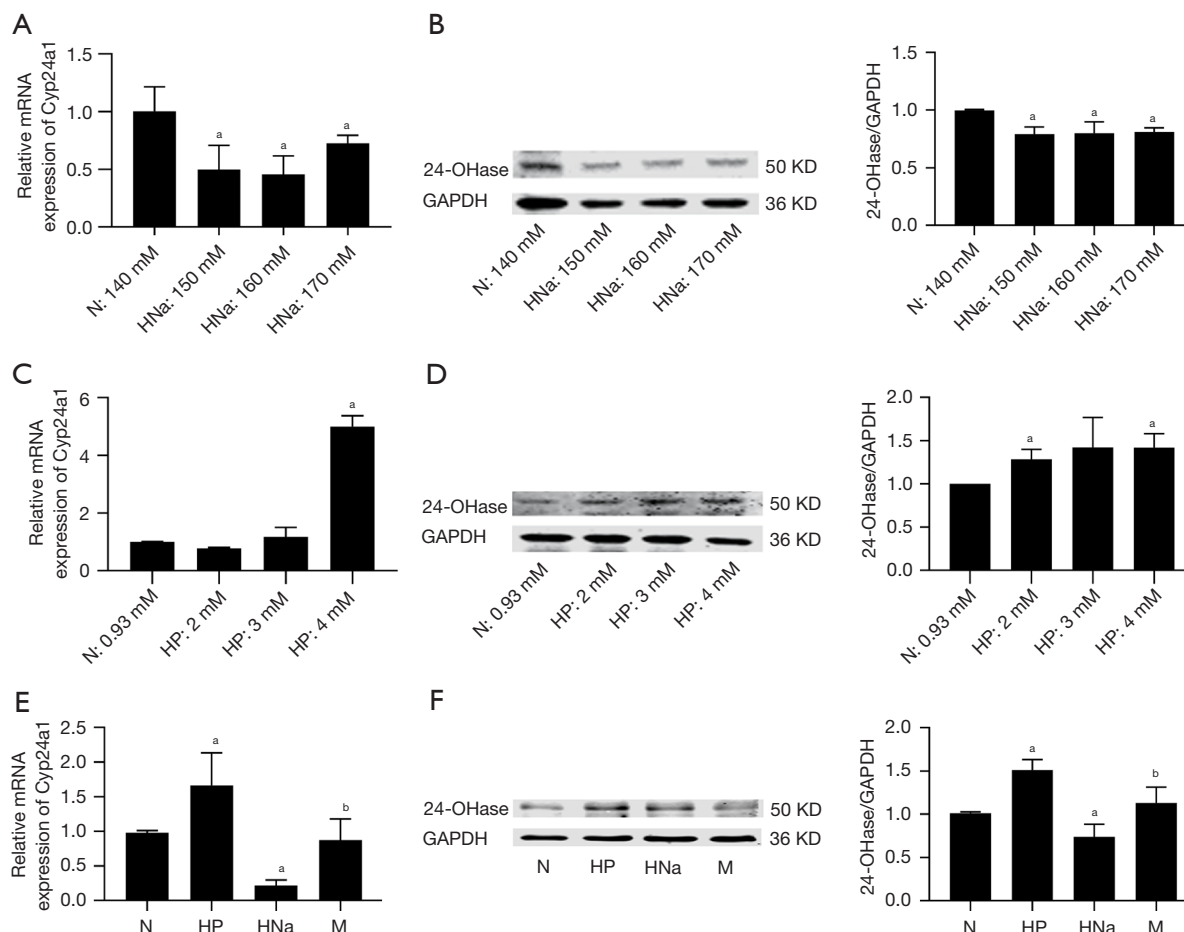 A
Relative mRNA
expression of Cyp24a1
1.5
1.0
0.5
0.0
a
a
a
N: 140 mM
HNa: 150 mM
HNa: 160 mM
HNa: 170 mM
B
24-OHase
50 KD
GAPDH
36 KD
N: 140 mM
HNa: 150 mM
HNa: 160 mM
HNa: 170 mM
24-OHase/GAPDH
1.5
1.0
0.5
0.0
a
a
a
N: 140 mM
HNa: 150 mM
HNa: 160 mM
HNa: 170 mM
C
Relative mRNA
expression of Cyp24a1
6
4
2
0
a
N: 0.93 mM
HP: 2 mM
HP: 3 mM
HP: 4 mM
D
24-OHase
50 KD
GAPDH
36 KD
N: 0.93 mM
HP: 2 mM
HP: 3 mM
HP: 4 mM
24-OHase/GAPDH
2.0
1.5
1.0
0.5
0.0
a
a
N: 0.93 mM
HP: 2 mM
HP: 3 mM
HP: 4 mM
E
Relative mRNA
expression of Cyp24a1
2.5
2.0
1.5
1.0
0.5
0.0
a
a
b
N HP HNa M
F
24-OHase
50 KD
GAPDH
36 KD
N HP HNa M
24-OHase/GAPDH
2.0
1.5
1.0
0.5
0.0
a
a
b
N HP HNa M